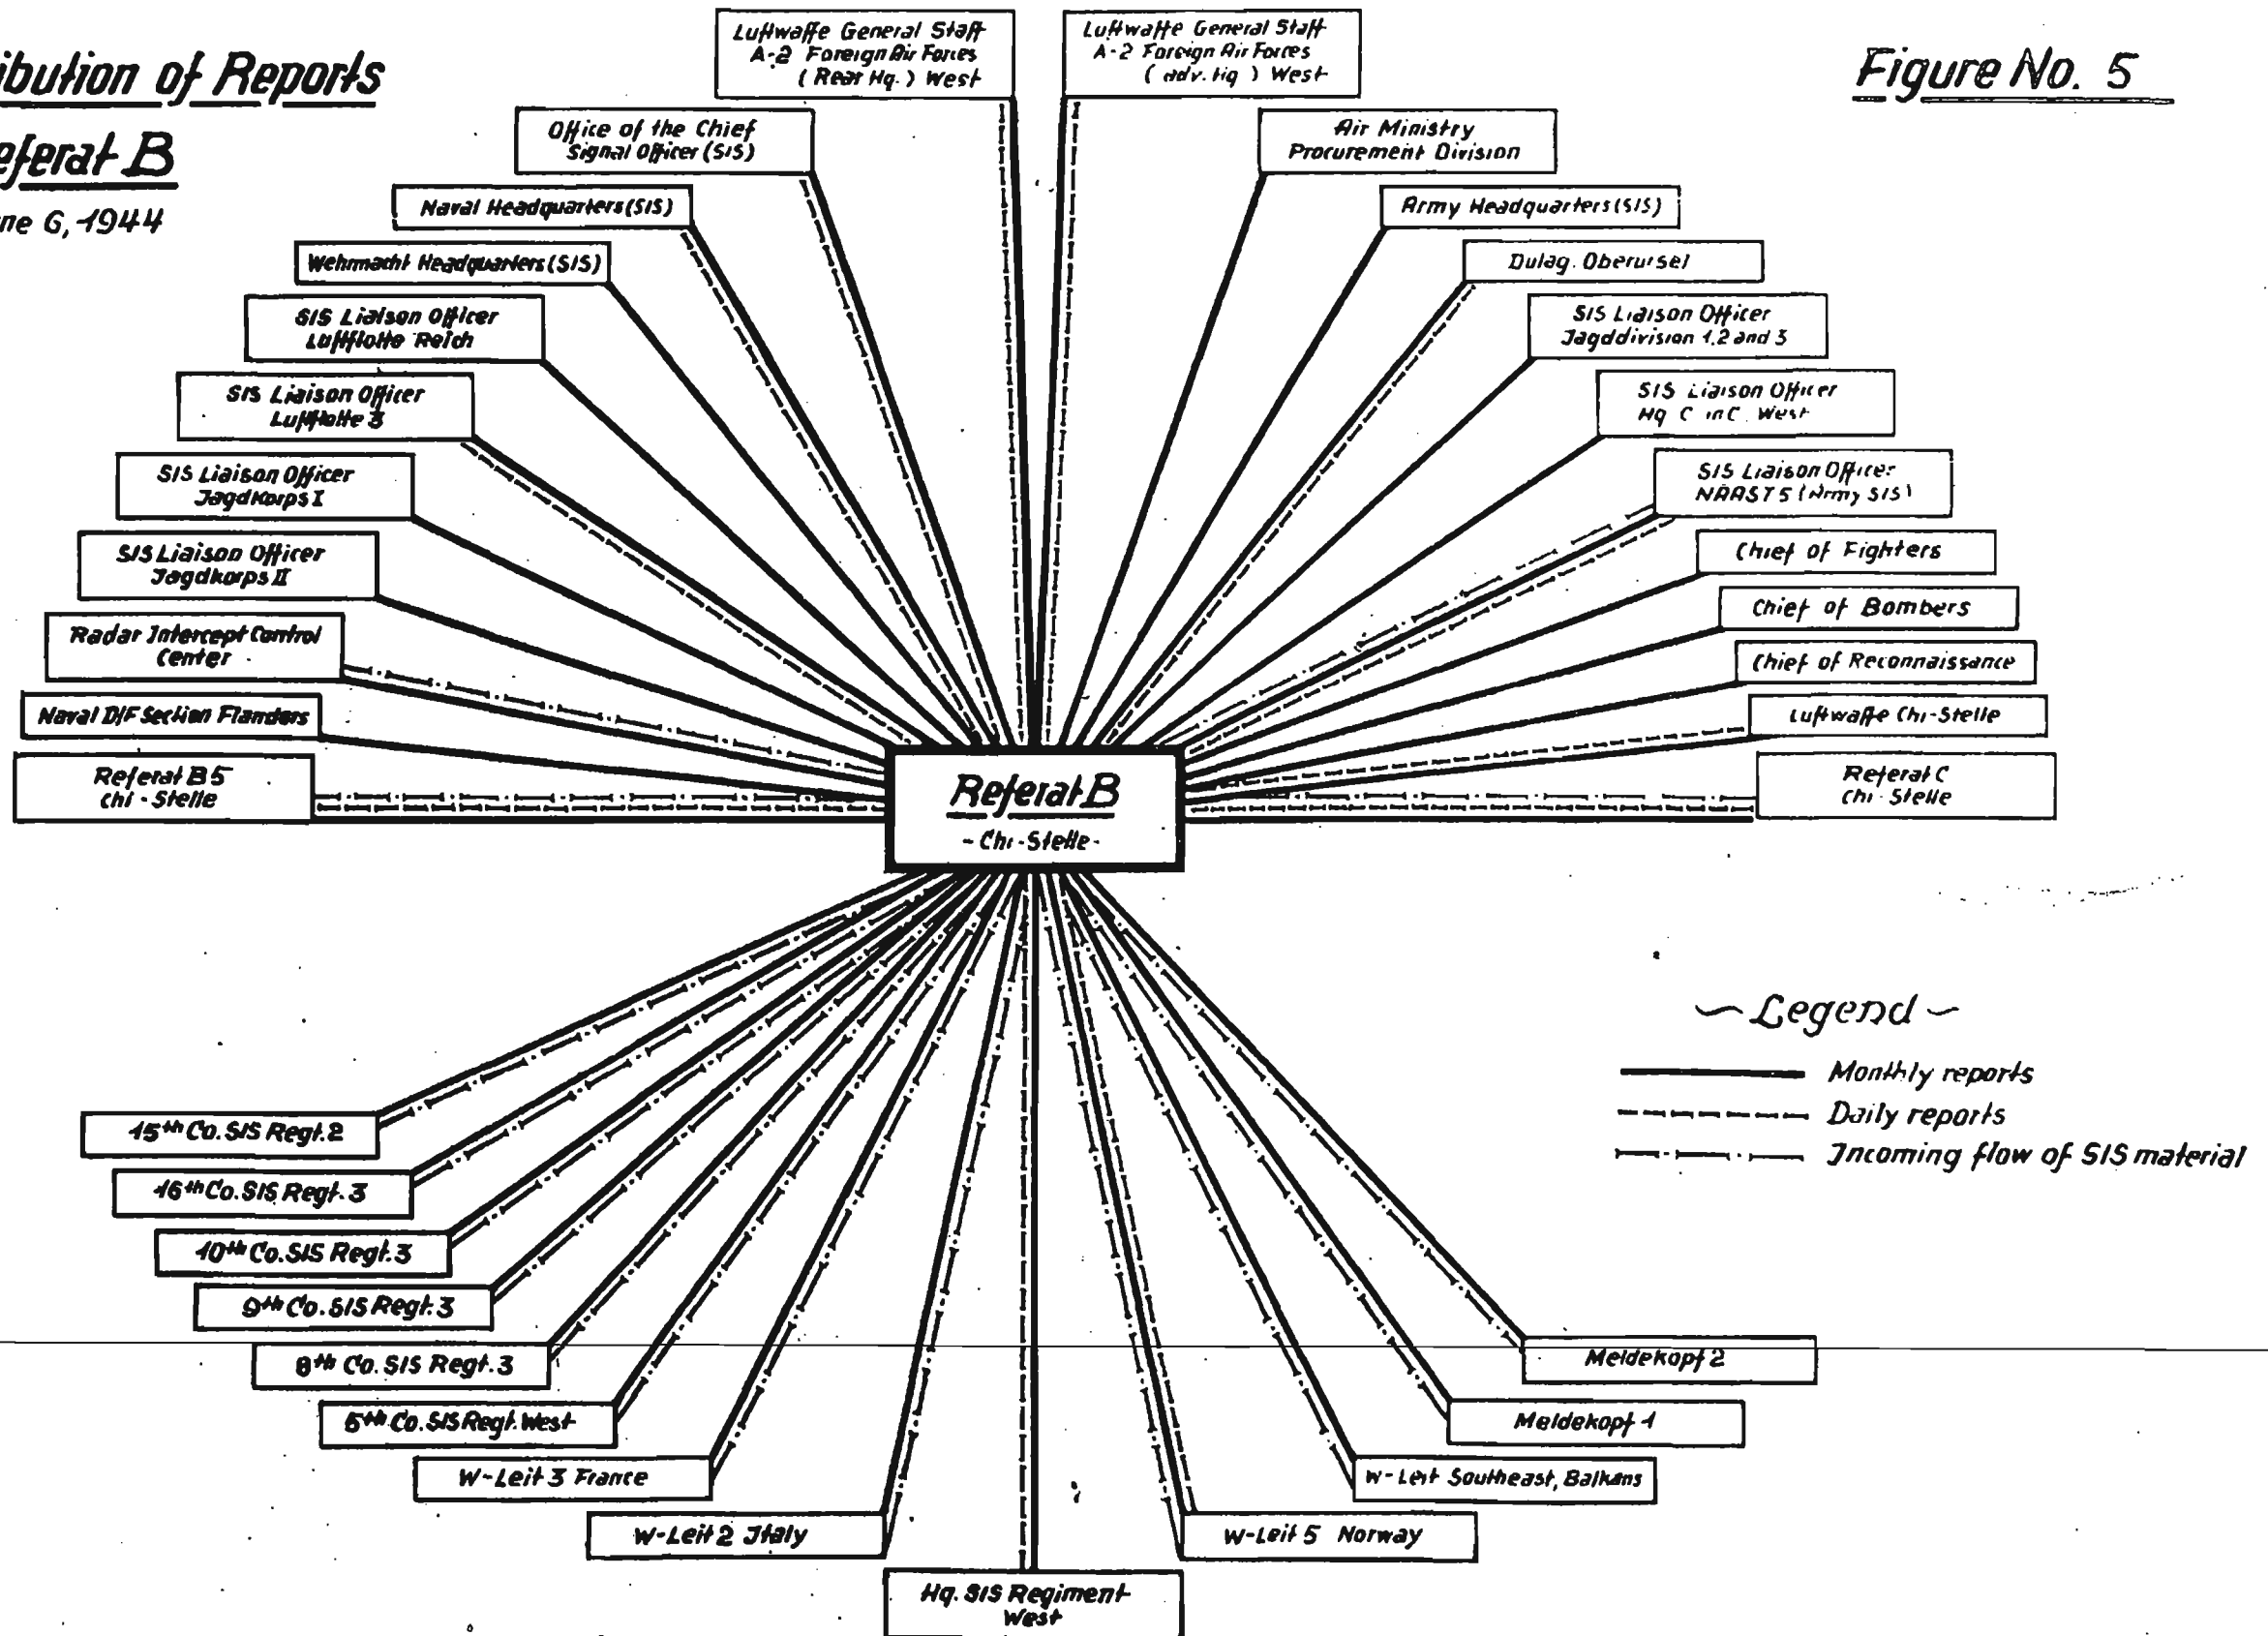 ibution of Reports
eferat B
ne 6, 1944
Figure No. 5
Luftwaffe General Staff
A-2 Foreign Air Forces
(Rear Hq.) West
Luftwaffe General Staff
A-2 Foreign Air Forces
(adv. Hq) West
Office of the Chief
Signal Officer (SIS)
Air Ministry
Procurement Division
Naval Headquarters (SIS)
Army Headquarters (SIS)
Wehrmacht Headquarters (SIS)
Dulag. Oberursel
SIS Liaison Officer
Luftflotte Reich
SIS Liaison Officer
Jagddivision 1.2 and 3
SIS Liaison Officer
Luftflotte 3
SIS Liaison Officer
Hq C in C. West
SIS Liaison Officer
Jagdkorps I
SIS Liaison Officer
NAAST 5 (Army SIS)
SIS Liaison Officer
Jagdkorps II
Chief of Fighters
Chief of Bombers
Radar Intercept Control
Center
Chief of Reconnaissance
Naval D/F Section Flanders
Luftwaffe Chi-Stelle
Referat B5
Chi-Stelle
Referat B
- Chi-Stelle -
Referat C
Chi-Stelle
~ Legend ~
Monthly reports
Daily reports
Incoming flow of SIS material
15th Co. SIS Regt. 2
16th Co. SIS Regt. 3
10th Co. SIS Regt. 3
9th Co. SIS Regt. 3
8th Co. SIS Regt. 3
5th Co. SIS Regt. West
W-Leit 3 France
W-Leit 2 Italy
Hq. SIS Regiment
West
W-Leit 5 Norway
W-Leit Southeast, Balkans
Meldekopf 1
Meldekopf 2